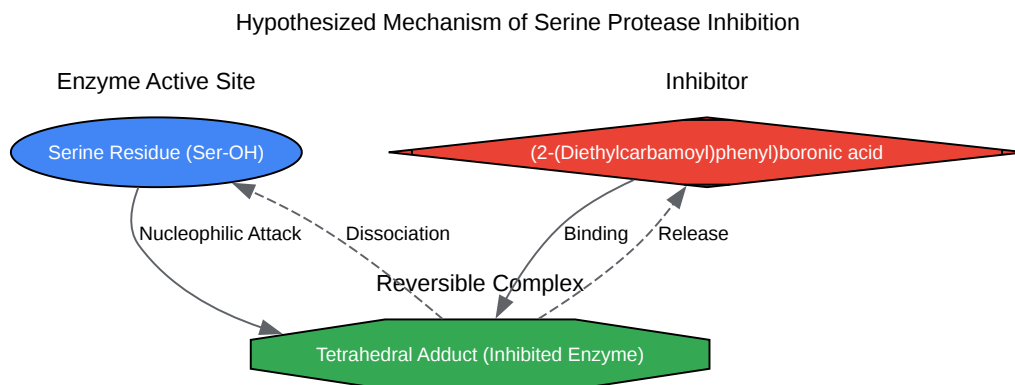 Hypothesized Mechanism of Serine Protease Inhibition
Enzyme Active Site
Inhibitor
Serine Residue (Ser-OH)
(2-(Diethylcarbamoyl)phenyl)boronic acid
Nucleophilic Attack
Dissociation
Binding
Release
Reversible Complex
Tetrahedral Adduct (Inhibited Enzyme)